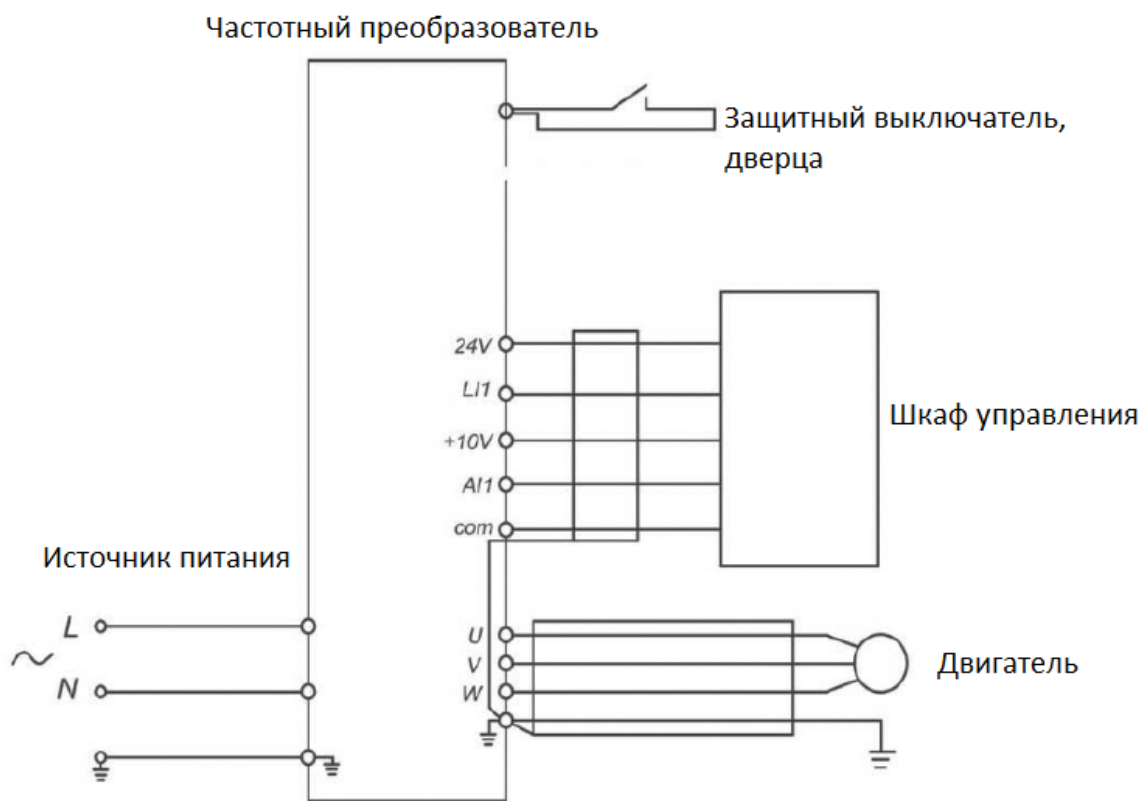 Частотный преобразователь
Защитный выключатель,
дверца
24V
LI1
+10V
AI1
com
Шкаф управления
Источник питания
L
N
U
V
W
Двигатель